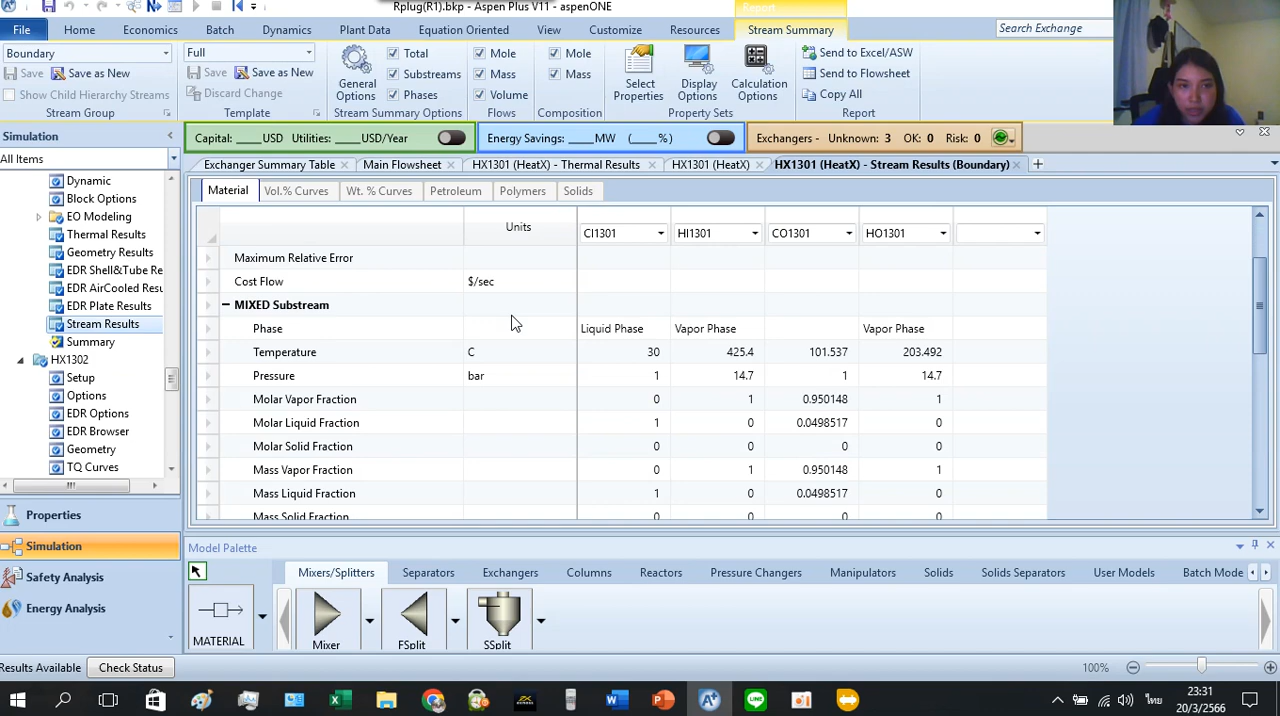 Rplug(R1).bkp - Aspen Plus V11 - aspenONE
Report
File Home Economics Batch Dynamics Plant Data Equation Oriented View Customize Resources Stream Summary Search Exchange
Boundary
Save Save as New
Show Child Hierarchy Streams
Stream Group
Full
Save Save as New
Discard Change
Template
General Options
Total
Substreams
Phases
Stream Summary Options
Mole
Mass
Volume
Flows
Mole
Mass
Composition
Select Properties
Display Options
Calculation Options
Property Sets
Send to Excel/ASW
Send to Flowsheet
Copy All
Report
Simulation
Capital: ____USD Utilities: ____USD/Year
Energy Savings: ____MW (____%)
Exchangers - Unknown: 3 OK: 0 Risk: 0
All Items
Exchanger Summary Table Main Flowsheet HX1301 (HeatX) - Thermal Results HX1301 (HeatX) HX1301 (HeatX) - Stream Results (Boundary)
Dynamic
Block Options
EO Modeling
Thermal Results
Geometry Results
EDR Shell&Tube Re
EDR AirCooled Resu
EDR Plate Results
Stream Results
Summary
HX1302
Setup
Options
EDR Options
EDR Browser
Geometry
TQ Curves
Properties
Simulation
Safety Analysis
Energy Analysis
Material Vol.% Curves Wt. % Curves Petroleum Polymers Solids
Units CI1301 HI1301 CO1301 HO1301
Maximum Relative Error
Cost Flow $/sec
MIXED Substream
Phase Liquid Phase Vapor Phase Vapor Phase
Temperature C 30 425.4 101.537 203.492
Pressure bar 1 14.7 1 14.7
Molar Vapor Fraction 0 1 0.950148 1
Molar Liquid Fraction 1 0 0.0498517 0
Molar Solid Fraction 0 0 0 0
Mass Vapor Fraction 0 1 0.950148 1
Mass Liquid Fraction 1 0 0.0498517 0
Mass Solid Fraction 0 0 0 0
Model Palette
Mixers/Splitters Separators Exchangers Columns Reactors Pressure Changers Manipulators Solids Solids Separators User Models Batch Mode
MATERIAL Mixer FSplit SSplit
Results Available Check Status 100%
ไทย
23:31
20/3/2566